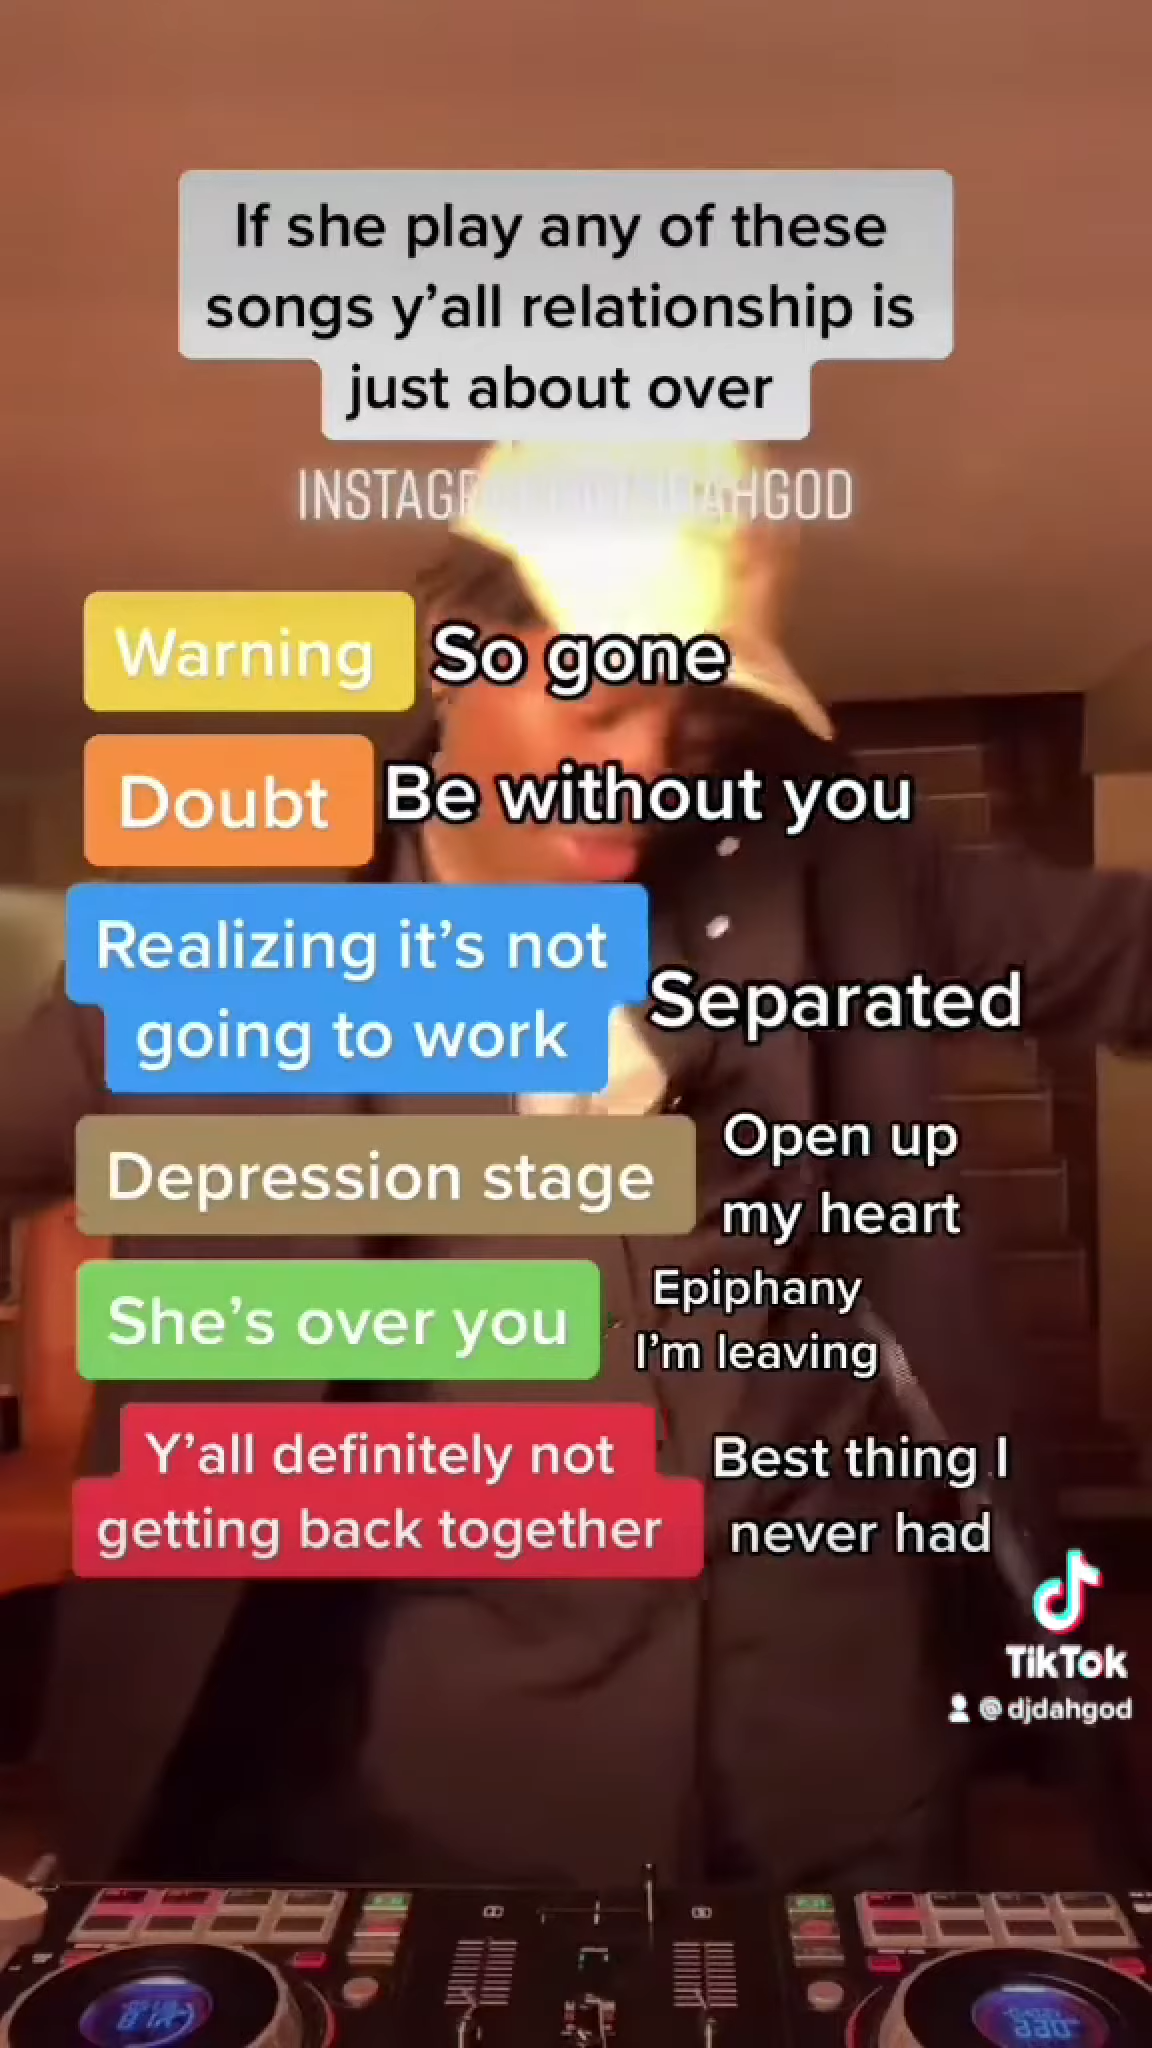 If she play any of these
songs y'all relationship is
just about over
Warning
So gone
Doubt
Be without you
Realizing it's not
going to work
Separated
Depression stage
Open up
my heart
She's over you
Epiphany
I'm leaving
Y'all definitely not
getting back together
Best thing I
never had
TikTok
@djdahgod